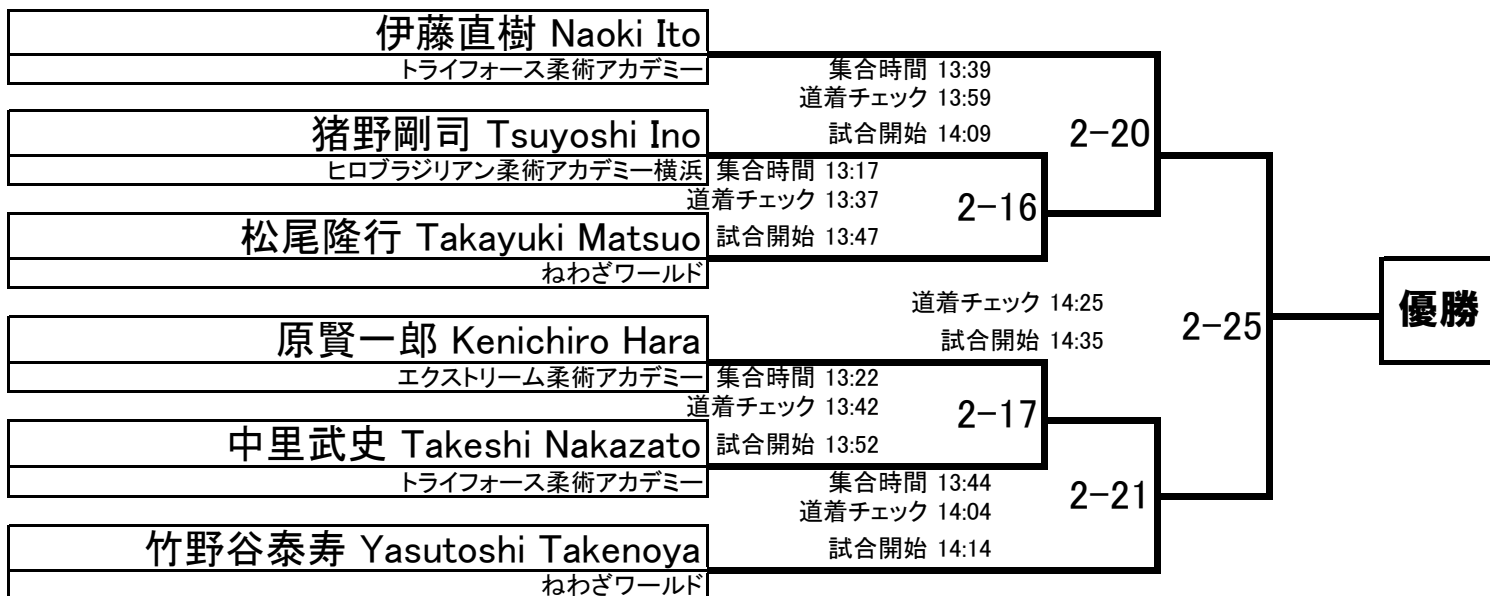 伊藤直樹 Naoki Ito
トライフォース柔術アカデミー
集合時間 13:39
道着チェック 13:59
試合開始 14:09
2-20
猪野剛司 Tsuyoshi Ino
ヒロブラジリアン柔術アカデミー横浜
集合時間 13:17
道着チェック 13:37
試合開始 13:47
2-16
松尾隆行 Takayuki Matsuo
ねわざワールド
道着チェック 14:25
試合開始 14:35
2-25
優勝
原賢一郎 Kenichiro Hara
エクストリーム柔術アカデミー
集合時間 13:22
道着チェック 13:42
試合開始 13:52
2-17
中里武史 Takeshi Nakazato
トライフォース柔術アカデミー
集合時間 13:44
道着チェック 14:04
試合開始 14:14
2-21
竹野谷泰寿 Yasutoshi Takenoya
ねわざワールド